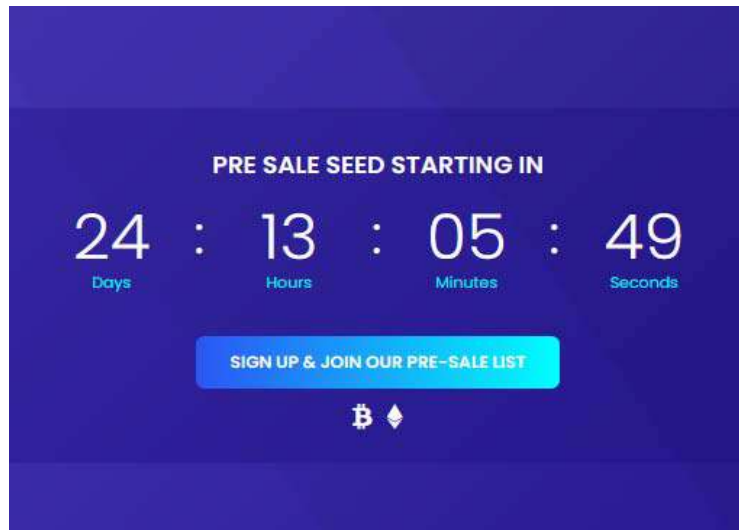 PRE SALE SEED STARTING IN
24 : 13 : 05 : 49
Days Hours Minutes Seconds
SIGN UP & JOIN OUR PRE-SALE LIST